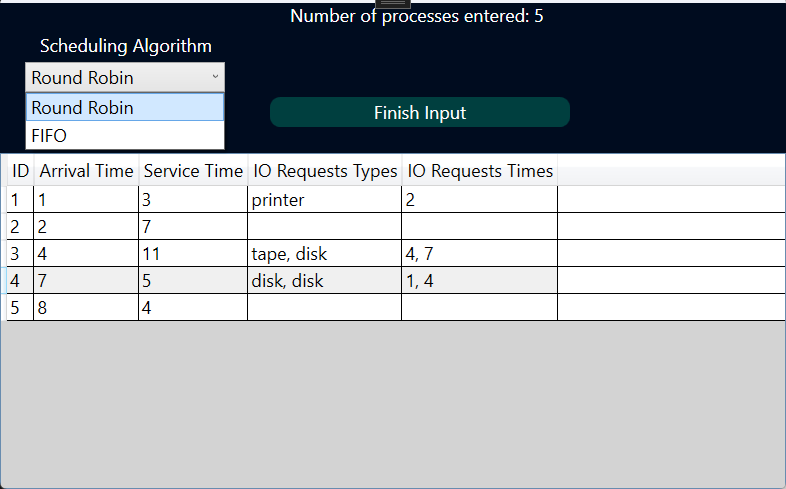 Number of processes entered: 5
Scheduling Algorithm
Round Robin
Round Robin
FIFO
Finish Input
ID Arrival Time Service Time IO Requests Types IO Requests Times
1 1 3 printer 2
2 2 7
3 4 11 tape, disk 4, 7
4 7 5 disk, disk 1, 4
5 8 4